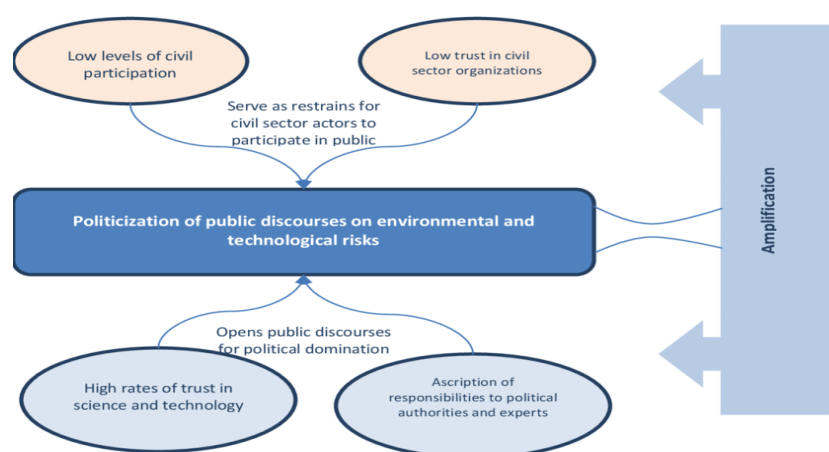 Low levels of civil
participation
Low trust in civil
sector organizations
Serve as restrains for
civil sector actors to
participate in public
Politicization of public discourses on environmental and
technological risks
Amplification
Opens public discourses
for political domination
High rates of trust in
science and technology
Ascription of
responsibilities to political
authorities and experts